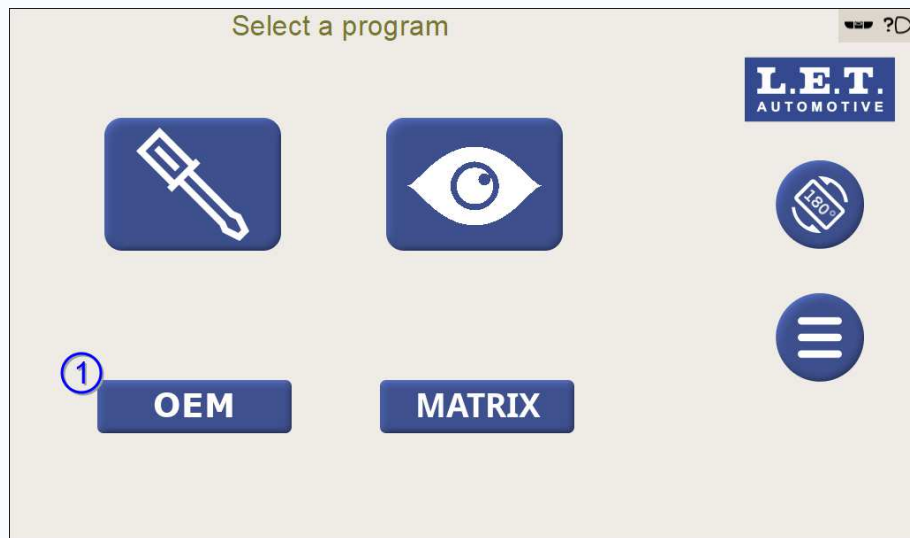 Select a program
?
L.E.T.
AUTOMOTIVE
180°
1
OEM
MATRIX